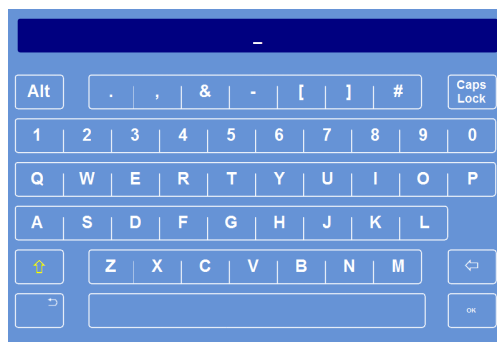 _
Alt . , & - [ ] # Caps Lock
1 2 3 4 5 6 7 8 9 0
Q W E R T Y U I O P
A S D F G H J K L
Z X C V B N M
OK